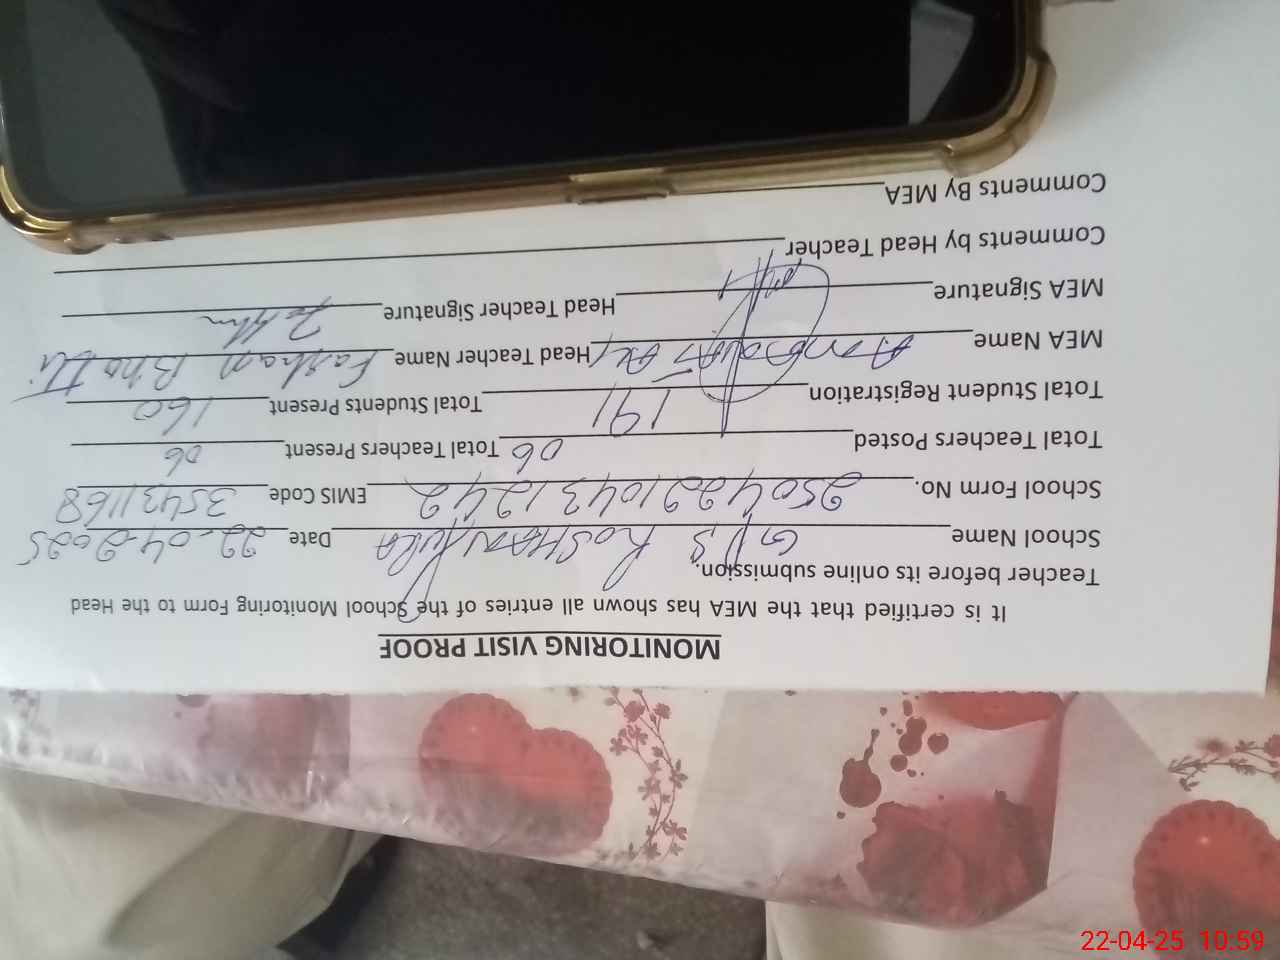 MONITORING VISIT PROOF
It is certified that the MEA has shown all entries of the School Monitoring Form to the Head
Teacher before its online submission.
School Name G.P.S Date 22.04.2025
School Form No. 25042210431242 EMIS Code 35431168
Total Teachers Posted 06 Total Teachers Present 06
Total Student Registration 191 Total Students Present 160
MEA Name Head Teacher Name Farham Bhatti
MEA Signature Head Teacher Signature
Comments by Head Teacher
Comments By MEA
22-04-25 10:59